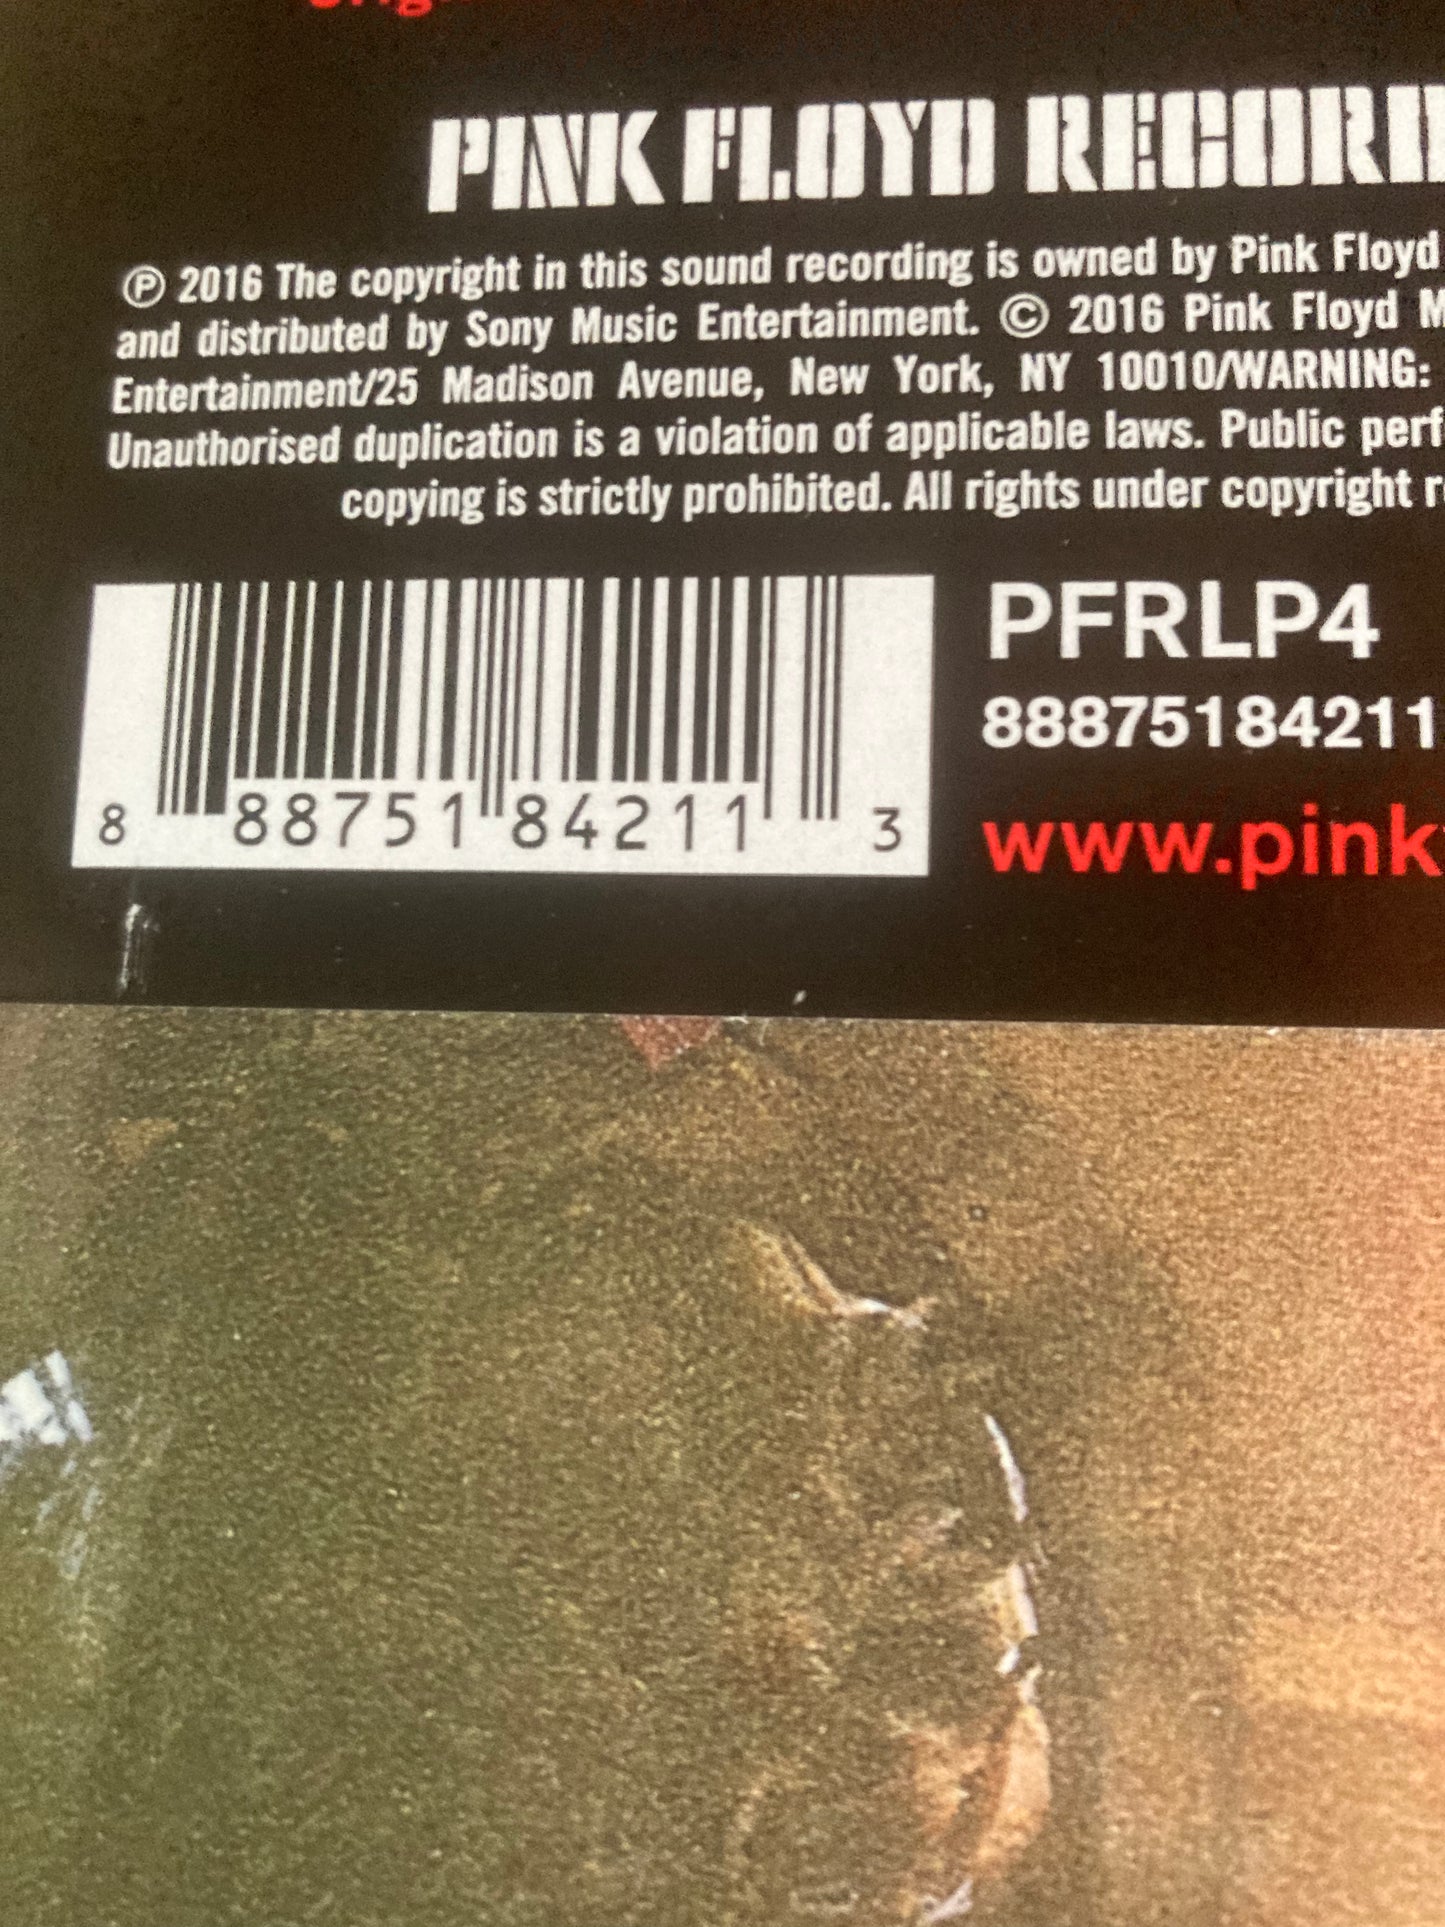 PINK FLOYD RECORD
℗ 2016 The copyright in this sound recording is owned by Pink Floyd
and distributed by Sony Music Entertainment. © 2016 Pink Floyd M
Entertainment/25 Madison Avenue, New York, NY 10010/WARNING:
Unauthorised duplication is a violation of applicable laws. Public perf
copying is strictly prohibited. All rights under copyright r
PFRLP4
88875184211
8 88751 84211 3
www.pink